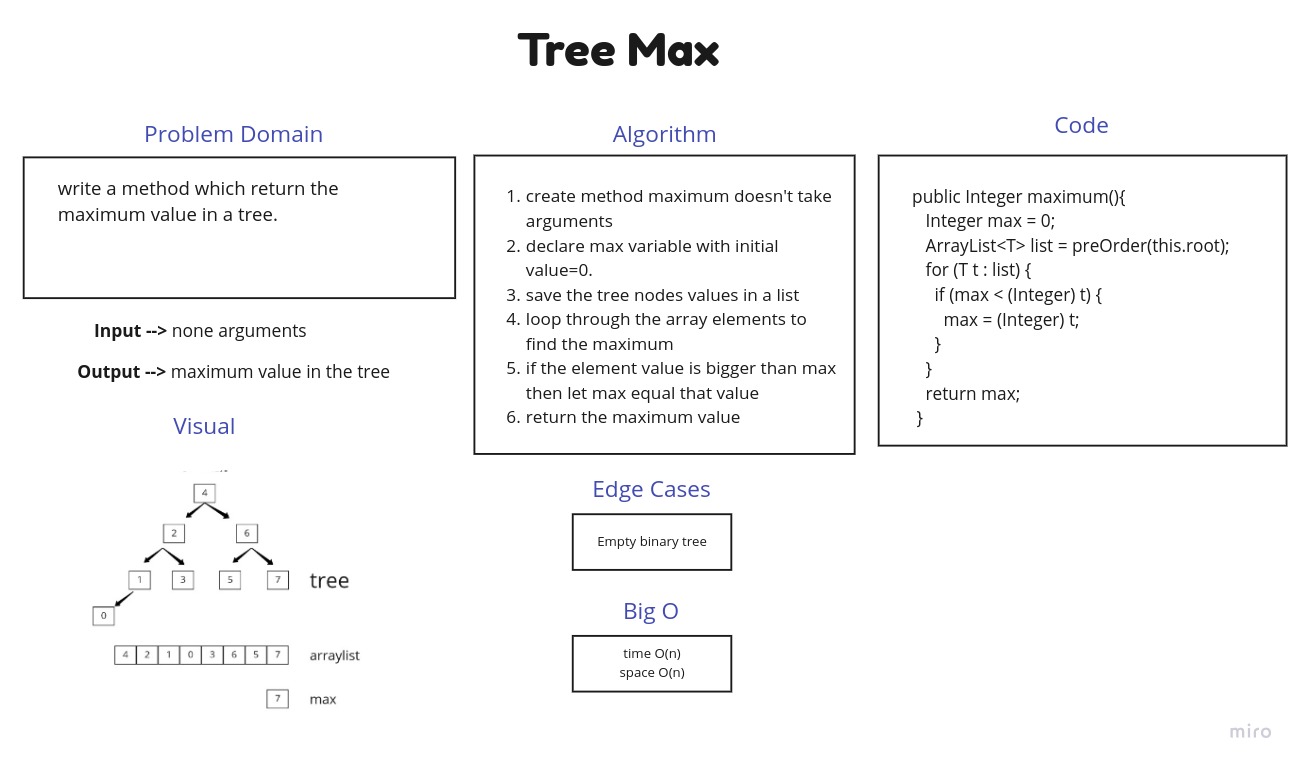 Tree Max
Problem Domain
write a method which return the
maximum value in a tree.
Input --> none arguments
Output --> maximum value in the tree
Visual
4
2 6
1 3 5 7 tree
0
4 2 1 0 3 6 5 7 arraylist
7 max
Algorithm
1. create method maximum doesn't take
arguments
2. declare max variable with initial
value=0.
3. save the tree nodes values in a list
4. loop through the array elements to
find the maximum
5. if the element value is bigger than max
then let max equal that value
6. return the maximum value
Edge Cases
Empty binary tree
Big O
time O(n)
space O(n)
Code
public Integer maximum(){
Integer max = 0;
ArrayList<T> list = preOrder(this.root);
for (T t : list) {
if (max < (Integer) t) {
max = (Integer) t;
}
}
return max;
}
miro